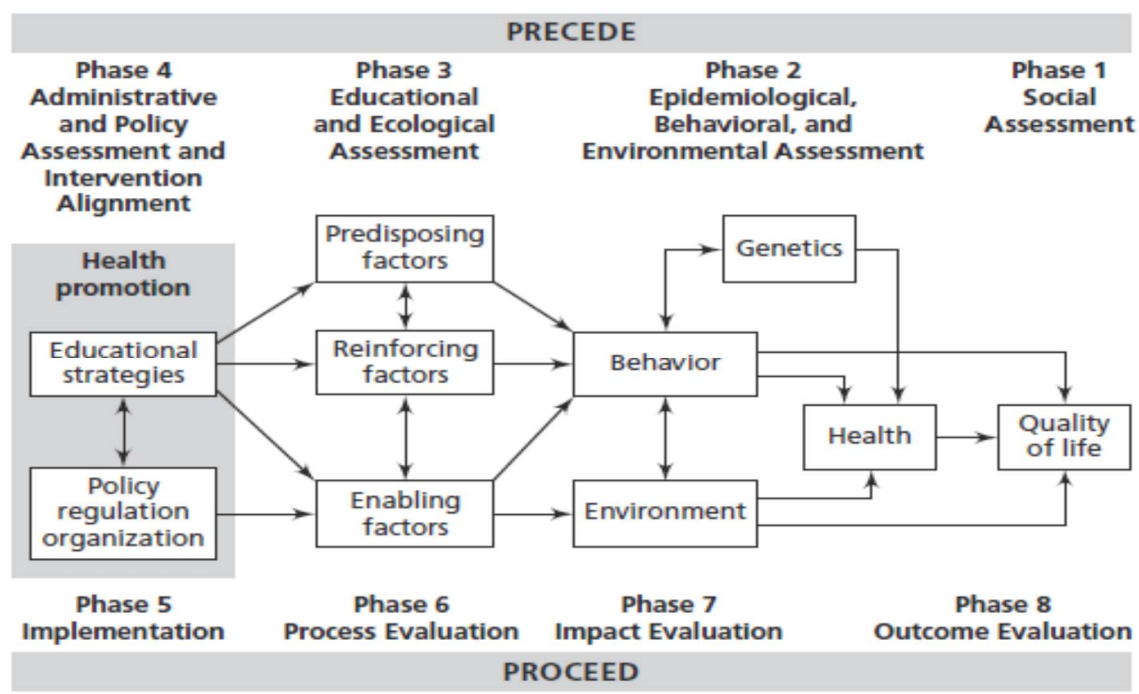 PRECEDE
Phase 4
Administrative
and Policy
Assessment and
Intervention
Alignment
Phase 3
Educational
and Ecological
Assessment
Phase 2
Epidemiological,
Behavioral, and
Environmental Assessment
Phase 1
Social
Assessment
Health
promotion
Educational
strategies
Policy
regulation
organization
Predisposing
factors
Reinforcing
factors
Enabling
factors
Genetics
Behavior
Environment
Health
Quality
of life
Phase 5
Implementation
Phase 6
Process Evaluation
Phase 7
Impact Evaluation
Phase 8
Outcome Evaluation
PROCEED